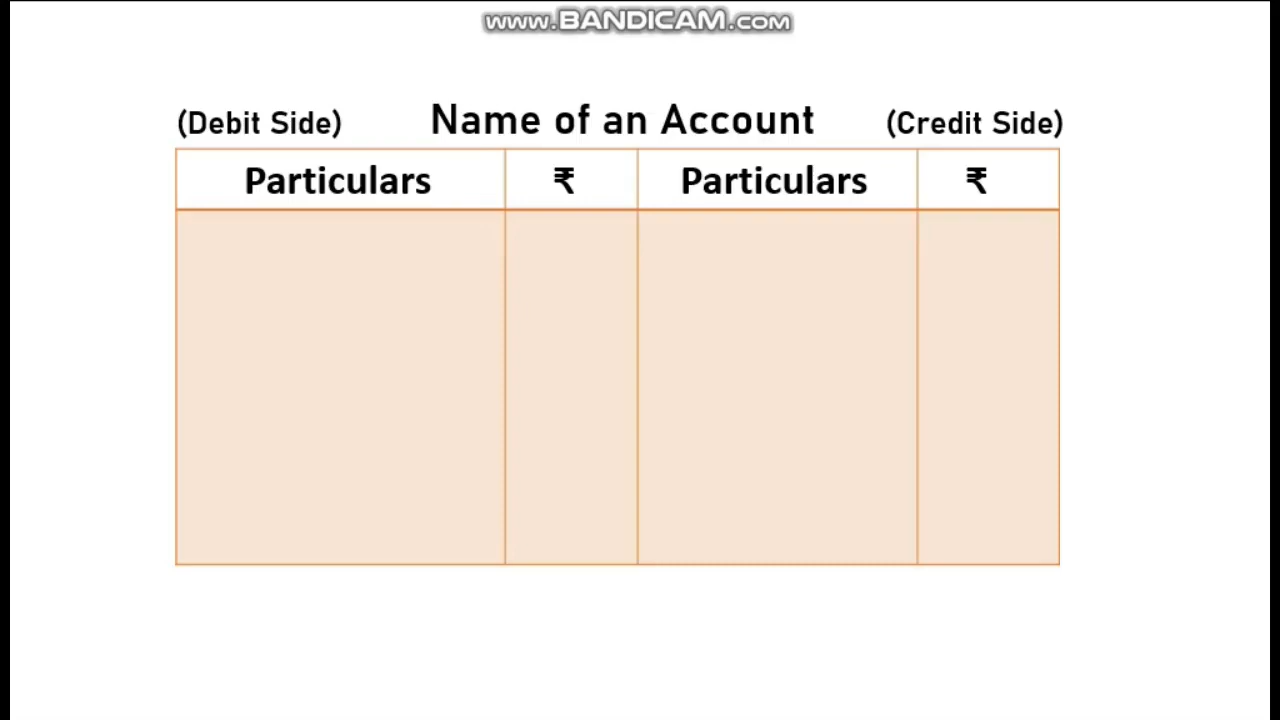 www.BANDICAM.com
(Debit Side) Name of an Account (Credit Side)
Particulars ₹ Particulars ₹